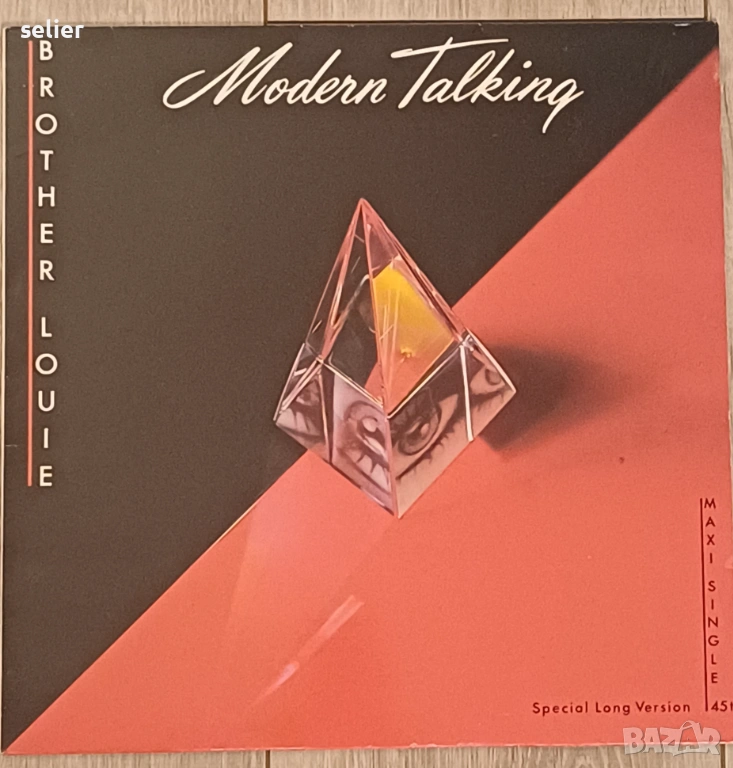 selier
Modern Talking
BROTHER LOUIE
MAXI SINGLE
Special Long Version
45
BAZAR